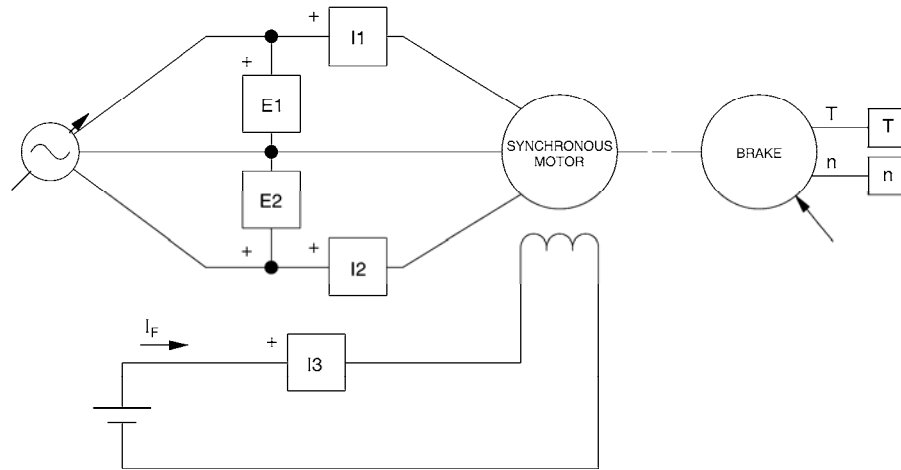 +
I1
+
E1
SYNCHRONOUS
MOTOR
BRAKE
T
T
n
n
E2
+
+
I2
I_F
+
I3